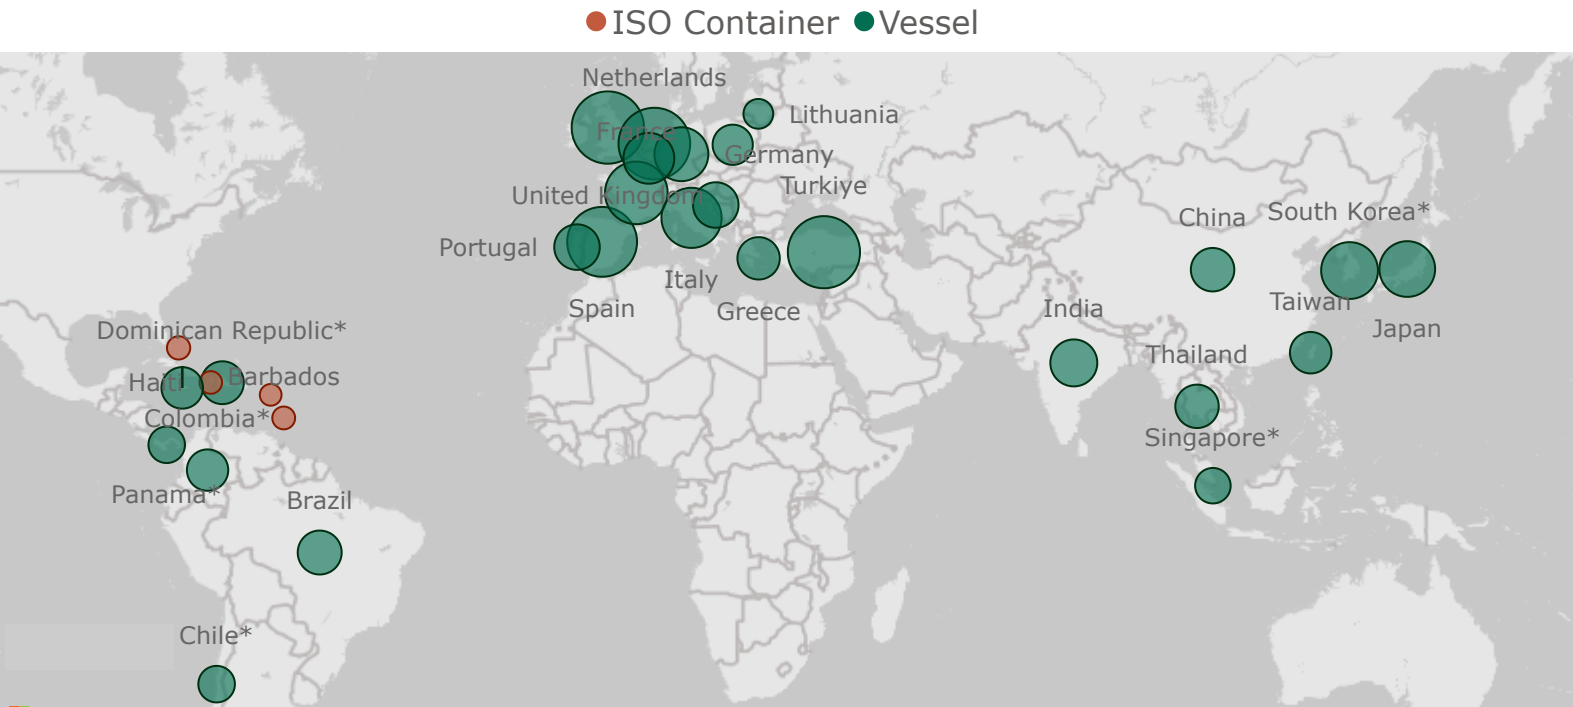 ISO Container Vessel
Netherlands
Lithuania
France
Germany
Turkiye
United Kingdom
China
South Korea*
Portugal
Italy
Spain
Greece
India
Taiwan
Japan
Dominican Republic*
Thailand
Haiti
Barbados
Colombia*
Singapore*
Panama*
Brazil
Chile*